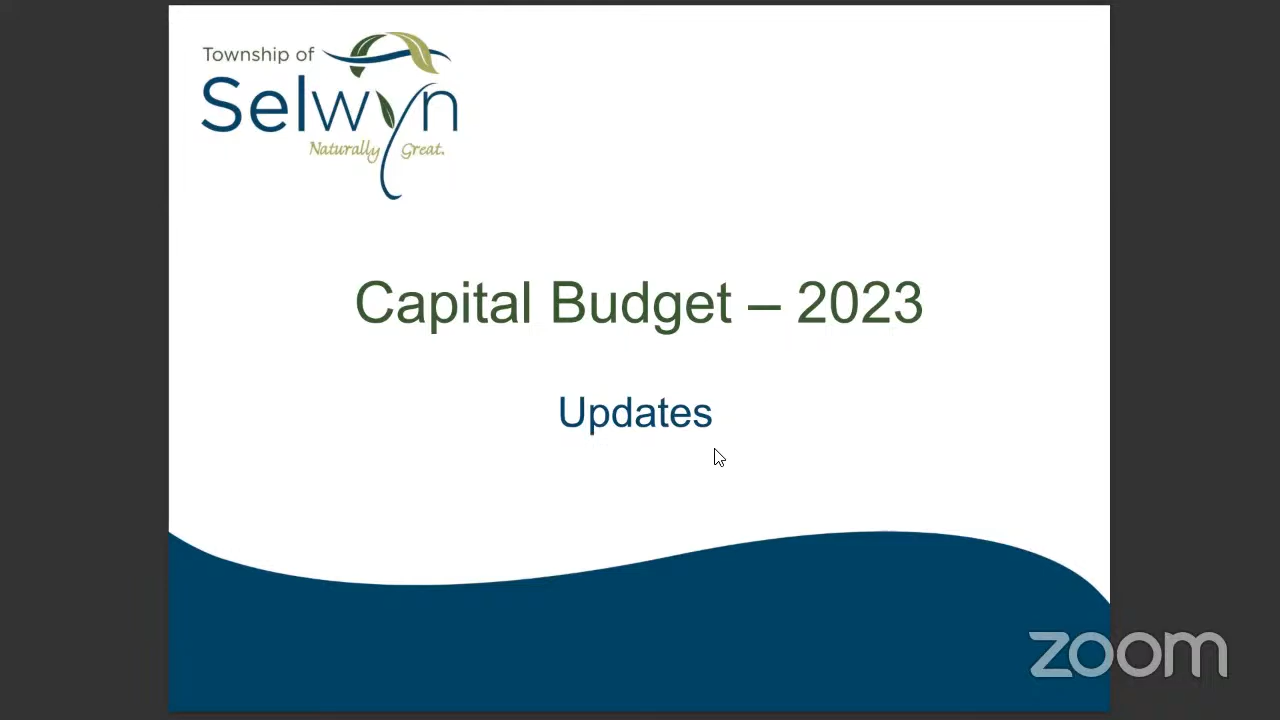 Township of
Selwyn
Naturally Great.
Capital Budget – 2023
Updates
zoom